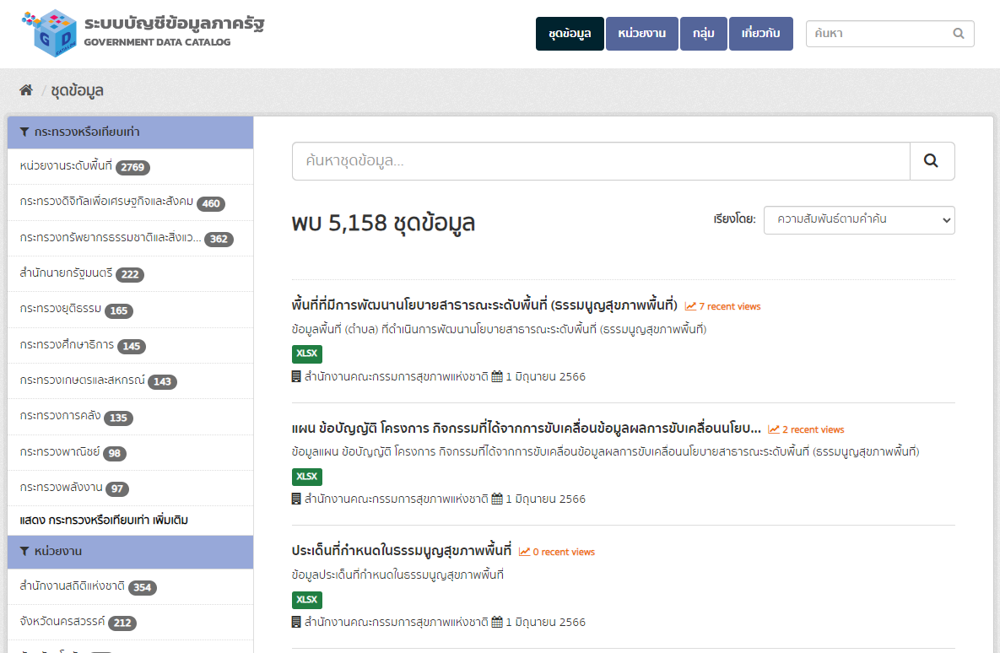 ระบบบัญชีข้อมูลภาครัฐ
GOVERNMENT DATA CATALOG
ชุดข้อมูล หน่วยงาน กลุ่ม เกี่ยวกับ ค้นหา
/ ชุดข้อมูล
กระทรวงหรือเทียบเท่า
หน่วยงานระดับพื้นที่ 2769
กระทรวงดิจิทัลเพื่อเศรษฐกิจและสังคม 460
กระทรวงทรัพยากรธรรมชาติและสิ่งแว... 362
สำนักนายกรัฐมนตรี 222
กระทรวงยุติธรรม 165
กระทรวงศึกษาธิการ 145
กระทรวงเกษตรและสหกรณ์ 143
กระทรวงการคลัง 135
กระทรวงพาณิชย์ 98
กระทรวงพลังงาน 97
แสดง กระทรวงหรือเทียบเท่า เพิ่มเติม
หน่วยงาน
สำนักงานสถิติแห่งชาติ 354
จังหวัดนครสวรรค์ 212
ค้นหาชุดข้อมูล...
พบ 5,158 ชุดข้อมูล
เรียงโดย: ความสัมพันธ์ตามคำค้น
พื้นที่ที่มีการพัฒนานโยบายสาธารณะระดับพื้นที่ (ธรรมนูญสุขภาพพื้นที่) 7 recent views
ข้อมูลพื้นที่ (ตำบล) ที่ดำเนินการพัฒนานโยบายสาธารณะระดับพื้นที่ (ธรรมนูญสุขภาพพื้นที่)
XLSX
สำนักงานคณะกรรมการสุขภาพแห่งชาติ 1 มิถุนายน 2566
แผน ข้อบัญญัติ โครงการ กิจกรรมที่ได้จากการขับเคลื่อนข้อมูลผลการขับเคลื่อนนโยบ... 2 recent views
ข้อมูลแผน ข้อบัญญัติ โครงการ กิจกรรมที่ได้จากการขับเคลื่อนข้อมูลผลการขับเคลื่อนนโยบายสาธารณะระดับพื้นที่ (ธรรมนูญสุขภาพพื้นที่)
XLSX
สำนักงานคณะกรรมการสุขภาพแห่งชาติ 1 มิถุนายน 2566
ประเด็นที่กำหนดในธรรมนูญสุขภาพพื้นที่ 0 recent views
ข้อมูลประเด็นที่กำหนดในธรรมนูญสุขภาพพื้นที่
XLSX
สำนักงานคณะกรรมการสุขภาพแห่งชาติ 1 มิถุนายน 2566